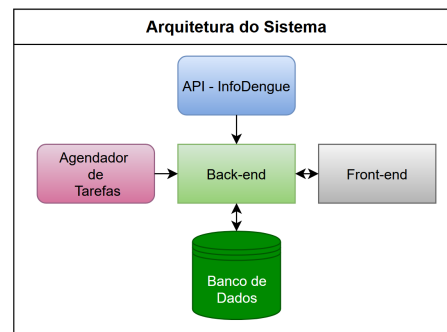 Arquitetura do Sistema
API - InfoDengue
Agendador
de
Tarefas
Back-end
Front-end
Banco de
Dados